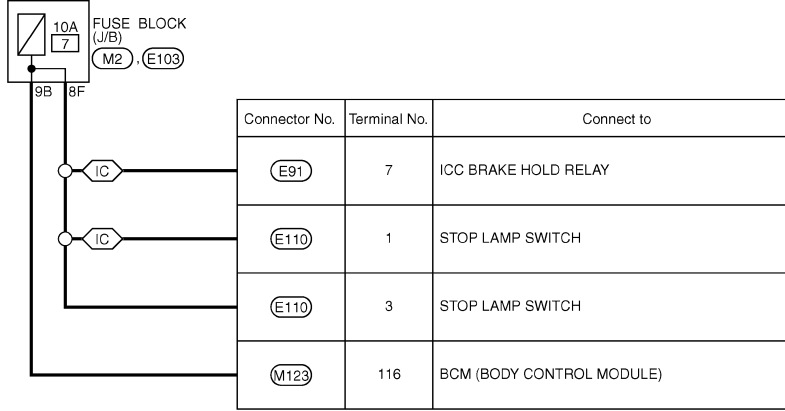 10A
7
FUSE BLOCK
(J/B)
M2 , E103
9B 8F
Connector No. Terminal No. Connect to
IC E91 7 ICC BRAKE HOLD RELAY
IC E110 1 STOP LAMP SWITCH
E110 3 STOP LAMP SWITCH
M123 116 BCM (BODY CONTROL MODULE)